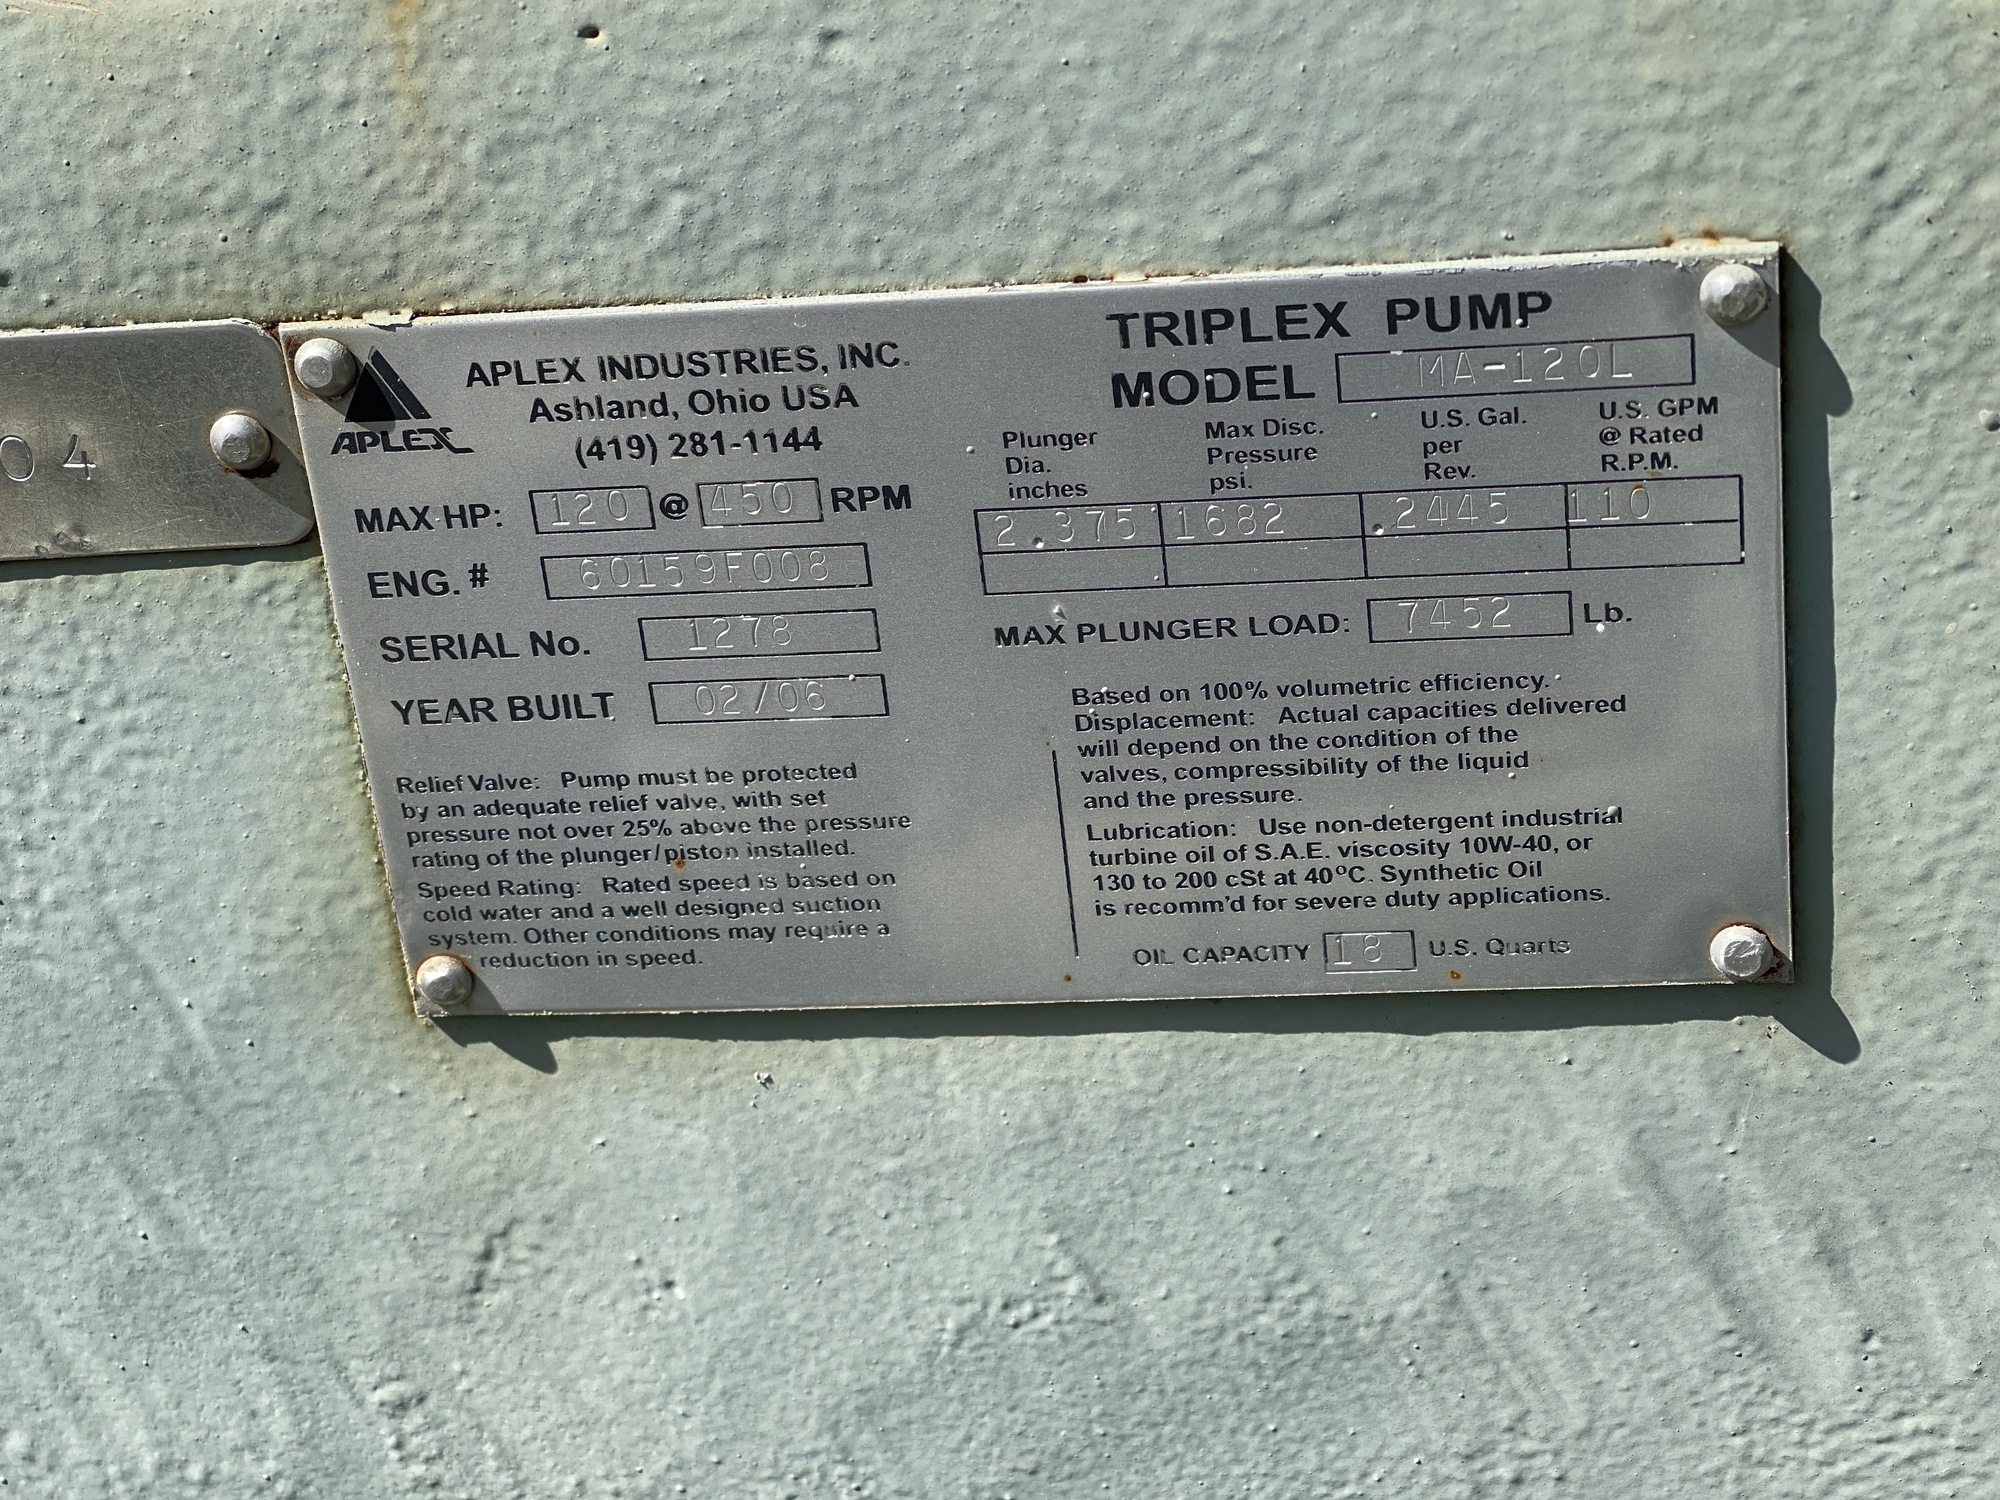 04
APLEX
APLEX INDUSTRIES, INC.
Ashland, Ohio USA
(419) 281-1144
MAX HP: 120 @ 450 RPM
ENG. # 60159F008
SERIAL No. 1278
YEAR BUILT 02/06
Relief Valve: Pump must be protected
by an adequate relief valve, with set
pressure not over 25% above the pressure
rating of the plunger/piston installed.
Speed Rating: Rated speed is based on
cold water and a well designed suction
system. Other conditions may require a
reduction in speed.
TRIPLEX PUMP
MODEL MA-120L
Plunger Dia. inches Max Disc. Pressure psi. U.S. Gal. per Rev. U.S. GPM @ Rated R.P.M.
2.375 1682 .2445 110
MAX PLUNGER LOAD: 7452 Lb.
Based on 100% volumetric efficiency.
Displacement: Actual capacities delivered
will depend on the condition of the
valves, compressibility of the liquid
and the pressure.
Lubrication: Use non-detergent industrial
turbine oil of S.A.E. viscosity 10W-40, or
130 to 200 cSt at 40°C. Synthetic Oil
is recomm'd for severe duty applications.
OIL CAPACITY 18 U.S. Quarts